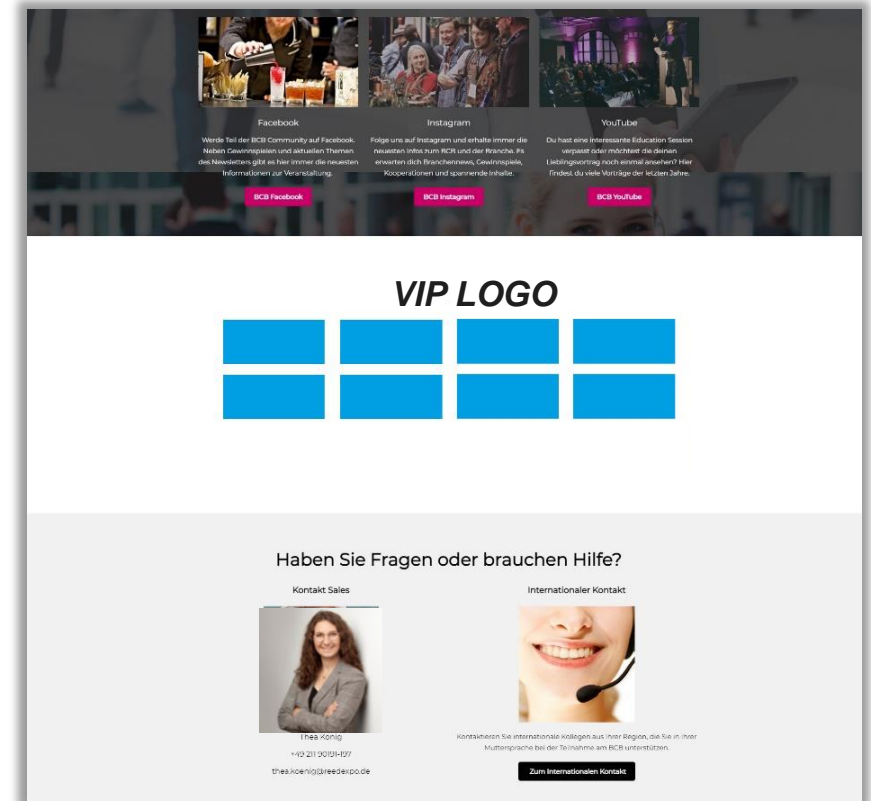 Facebook
Werde Teil der BCB Community auf Facebook.
Neben Gewinnspielen und aktuellen Themen
des Newsletters gibt es hier immer die neuesten
Informationen zur Veranstaltung.
BCB Facebook
Instagram
Folge uns auf Instagram und erhalte immer die
neuesten Infos zum BCB und der Branche. Es
erwarten dich Branchennews, Gewinnspiele,
Kooperationen und spannende Inhalte.
BCB Instagram
YouTube
Du hast eine interessante Education Session
verpasst oder möchtest die deinen
Lieblingsvortrag noch einmal ansehen? Hier
findest du viele Vorträge der letzten Jahre.
BCB YouTube
VIP LOGO
Haben Sie Fragen oder brauchen Hilfe?
Kontakt Sales
Thea König
+49 211 90191-197
thea.koenig@reedexpo.de
Internationaler Kontakt
Kontaktieren Sie internationale Kollegen aus Ihrer Region, die Sie in Ihrer
Muttersprache bei der Teilnahme am BCB unterstützen.
Zum Internationalen Kontakt